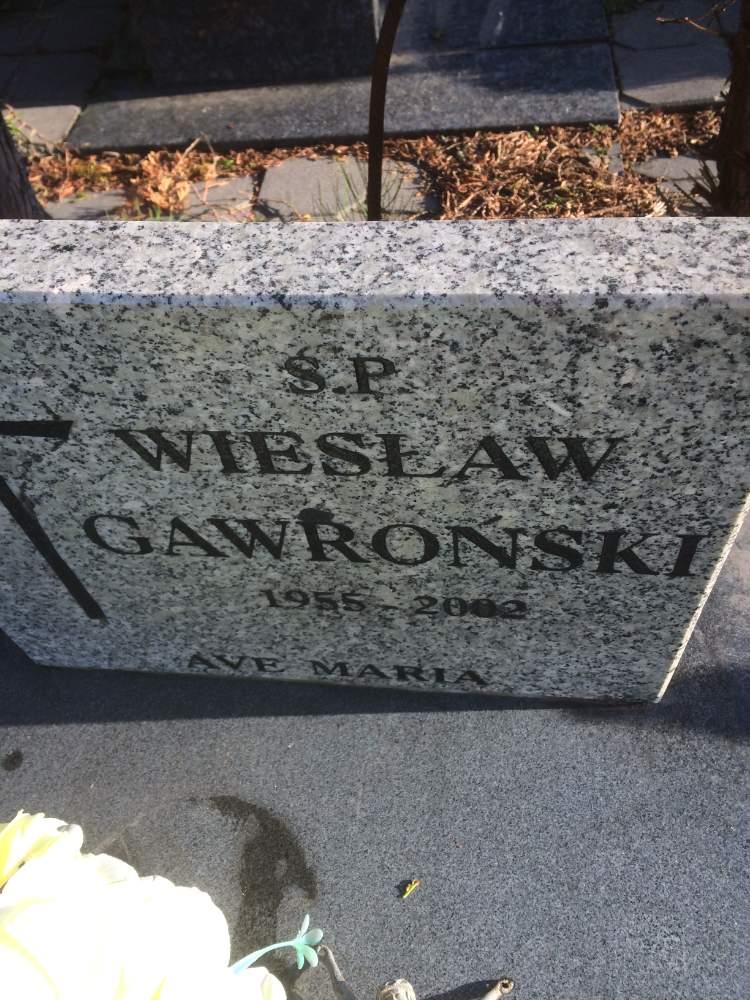 Ś.P
WIESŁAW
GAWROŃSKI
1955-2002
AVE MARIA